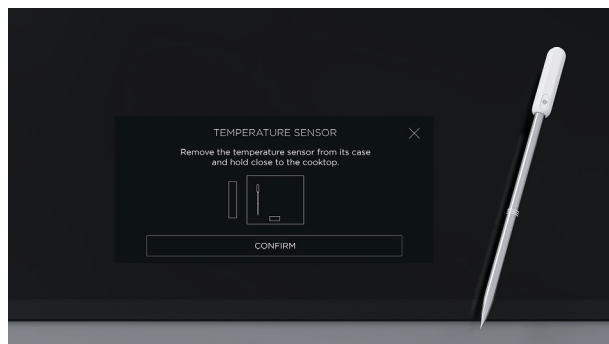 TEMPERATURE SENSOR
Remove the temperature sensor from its case
and hold close to the cooktop.
CONFIRM